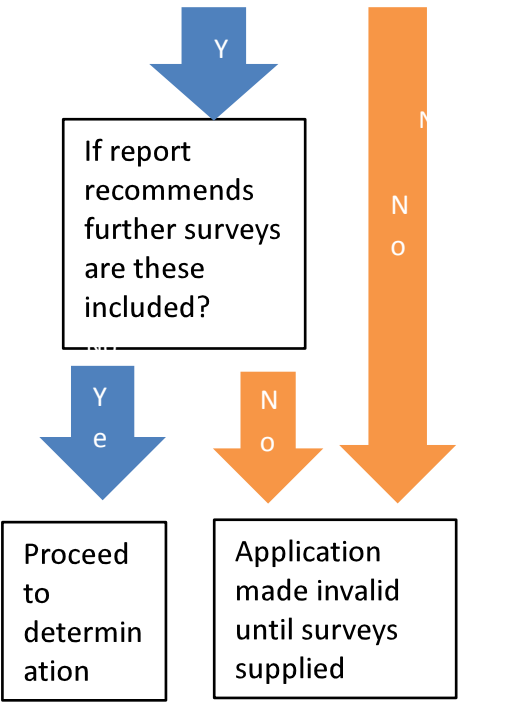 Y
N
o
If report
recommends
further surveys
are these
included?
Y
e
N
o
Proceed
to
determin
ation
Application
made invalid
until surveys
supplied